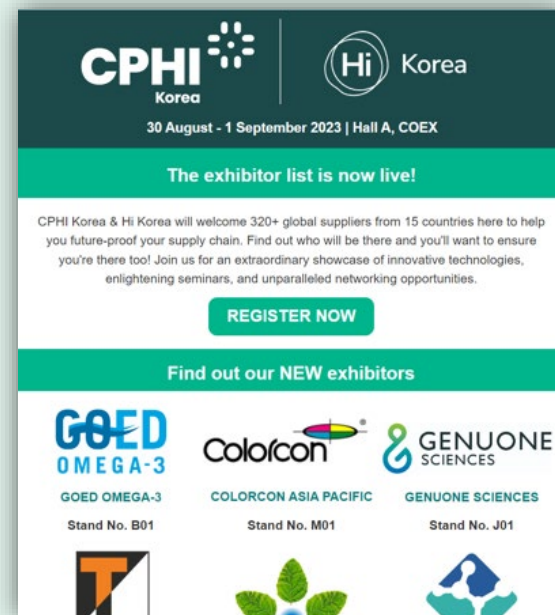 CPHI
Korea
Hi Korea
30 August - 1 September 2023 | Hall A, COEX
The exhibitor list is now live!
CPHI Korea & Hi Korea will welcome 320+ global suppliers from 15 countries here to help
you future-proof your supply chain. Find out who will be there and you'll want to ensure
you're there too! Join us for an extraordinary showcase of innovative technologies,
enlightening seminars, and unparalleled networking opportunities.
REGISTER NOW
Find out our NEW exhibitors
GOED
OMEGA-3
Colorcon®
GENUONE
SCIENCES
GOED OMEGA-3 COLORCON ASIA PACIFIC GENUONE SCIENCES
Stand No. B01 Stand No. M01 Stand No. J01
T